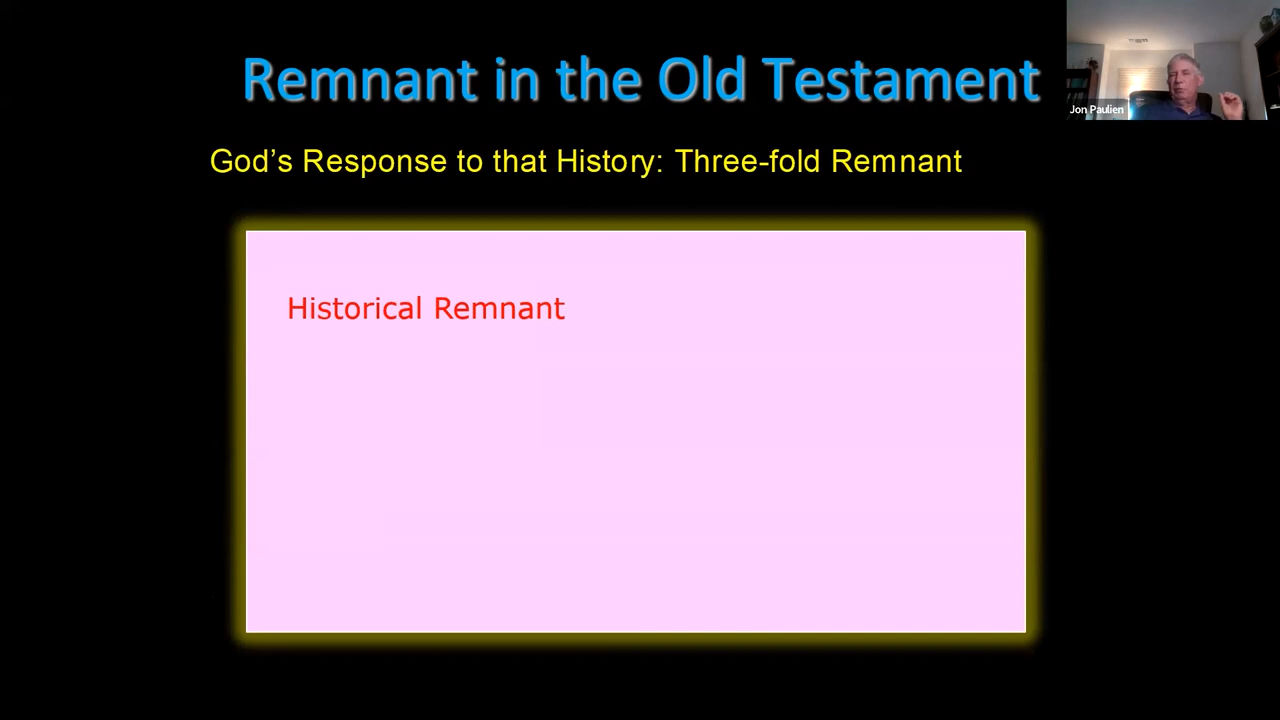 Remnant in the Old Testament
Jon Paulien
God’s Response to that History: Three-fold Remnant
Historical Remnant